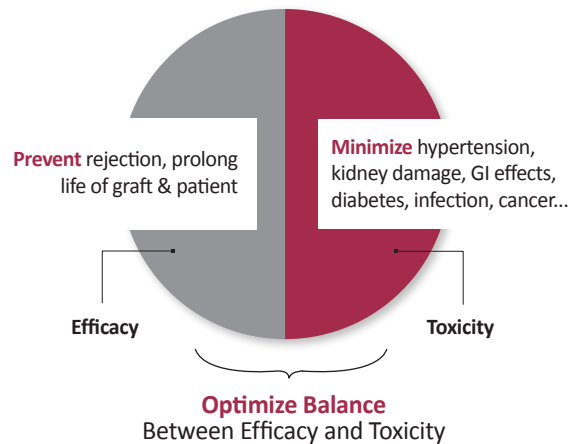 Prevent rejection, prolong
life of graft & patient
Minimize hypertension,
kidney damage, GI effects,
diabetes, infection, cancer...
Efficacy
Toxicity
Optimize Balance
Between Efficacy and Toxicity